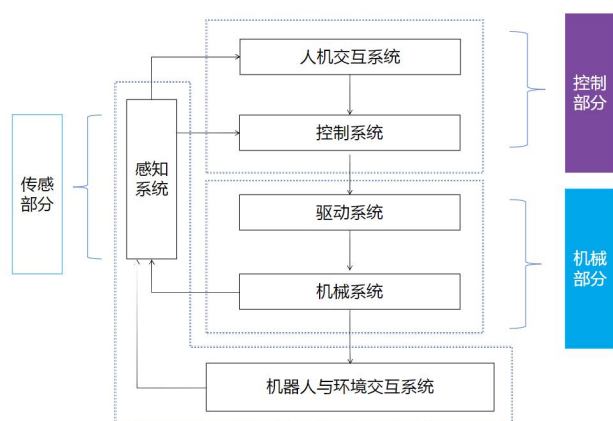 人机交互系统
控制
部分
控制系统
感知
系统
传感
部分
驱动系统
机械
部分
机械系统
机器人与环境交互系统